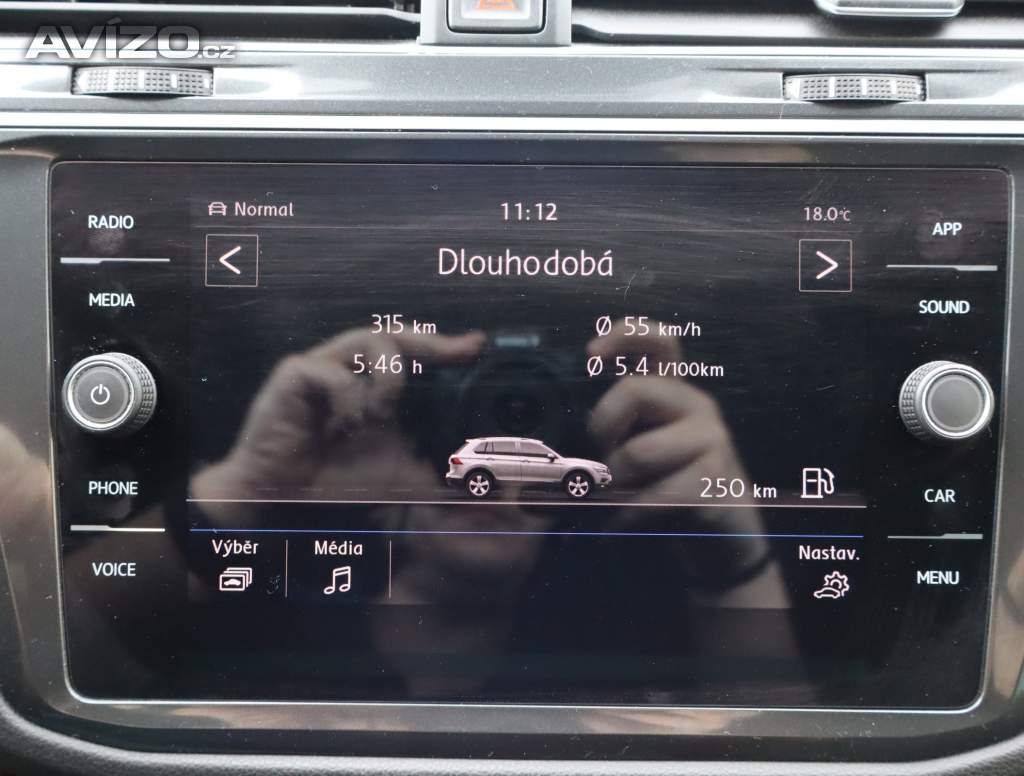 AVÍZO.cz
RADIO
MEDIA
PHONE
VOICE
Normal
11:12
18.0°C
<
Dlouhodobá
>
315 km
Ø 55 km/h
5:46 h
Ø 5.4 l/100km
250 km
Výběr
Média
Nastav.
APP
SOUND
CAR
MENU